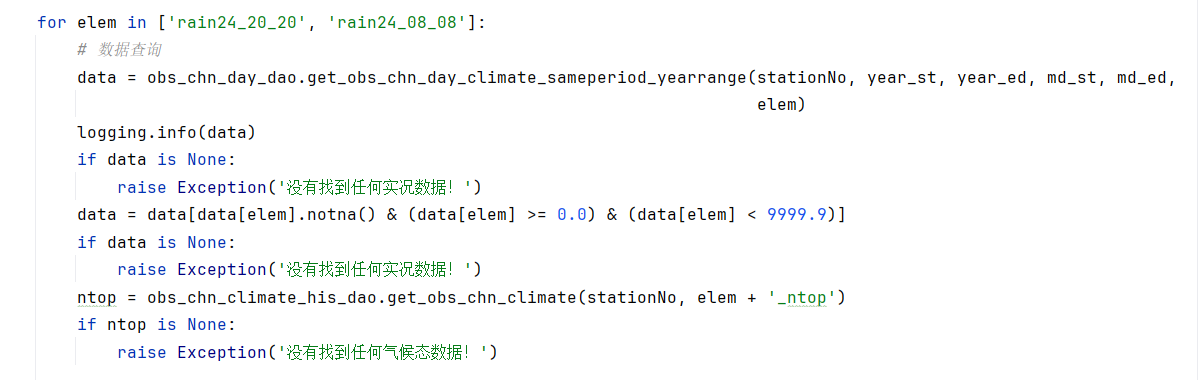 for elem in ['rain24_20_20', 'rain24_08_08']:
    # 数据查询
    data = obs_chn_day_dao.get_obs_chn_day_climate_sameperiod_yearrange(stationNo, year_st, year_ed, md_st, md_ed,
                                                                        elem)
    logging.info(data)
    if data is None:
        raise Exception('没有找到任何实况数据！')
    data = data[data[elem].notna() & (data[elem] >= 0.0) & (data[elem] < 9999.9)]
    if data is None:
        raise Exception('没有找到任何实况数据！')
    ntop = obs_chn_climate_his_dao.get_obs_chn_climate(stationNo, elem + '_ntop')
    if ntop is None:
        raise Exception('没有找到任何气候态数据！')